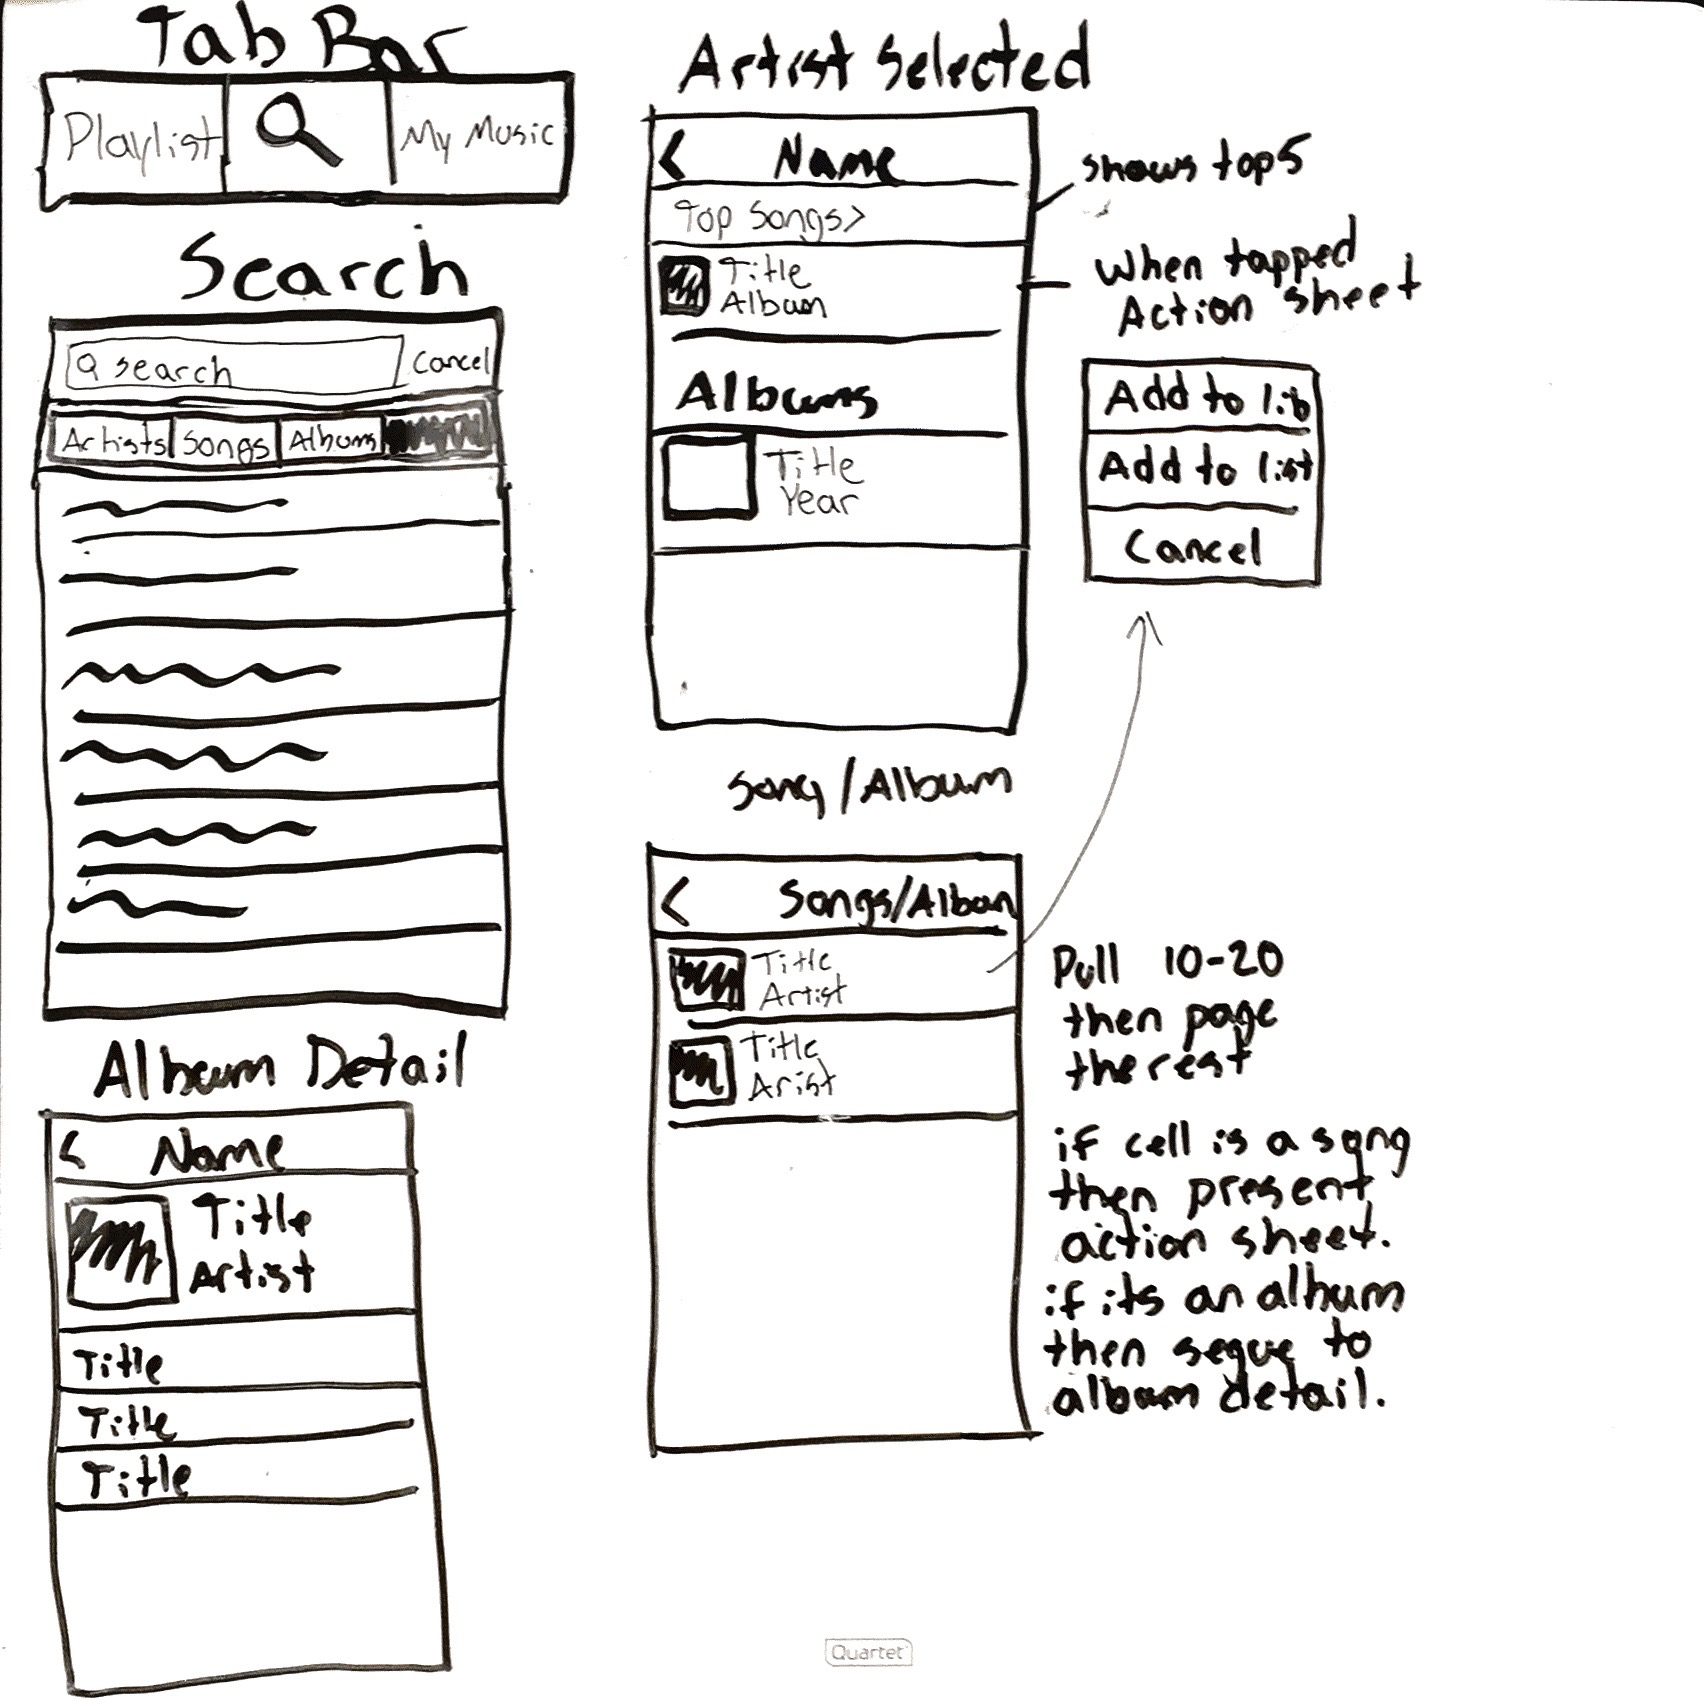 Tab Bar
Playlist
My Music
Search
search
Cancel
Artists Songs Albums
Album Detail
< Name
Title
Artist
Title
Title
Title
Artist Selected
< Name
Top Songs>
Title
Album
Albums
Title
Year
shows top 5
When tapped
Action sheet
Add to lib
Add to list
Cancel
Song/Album
< Songs/Album
Title
Artist
Title
Arist
Pull 10-20
then page
the rest
if cell is a song
then present
action sheet.
if its an album
then segue to
album detail.
Quartet